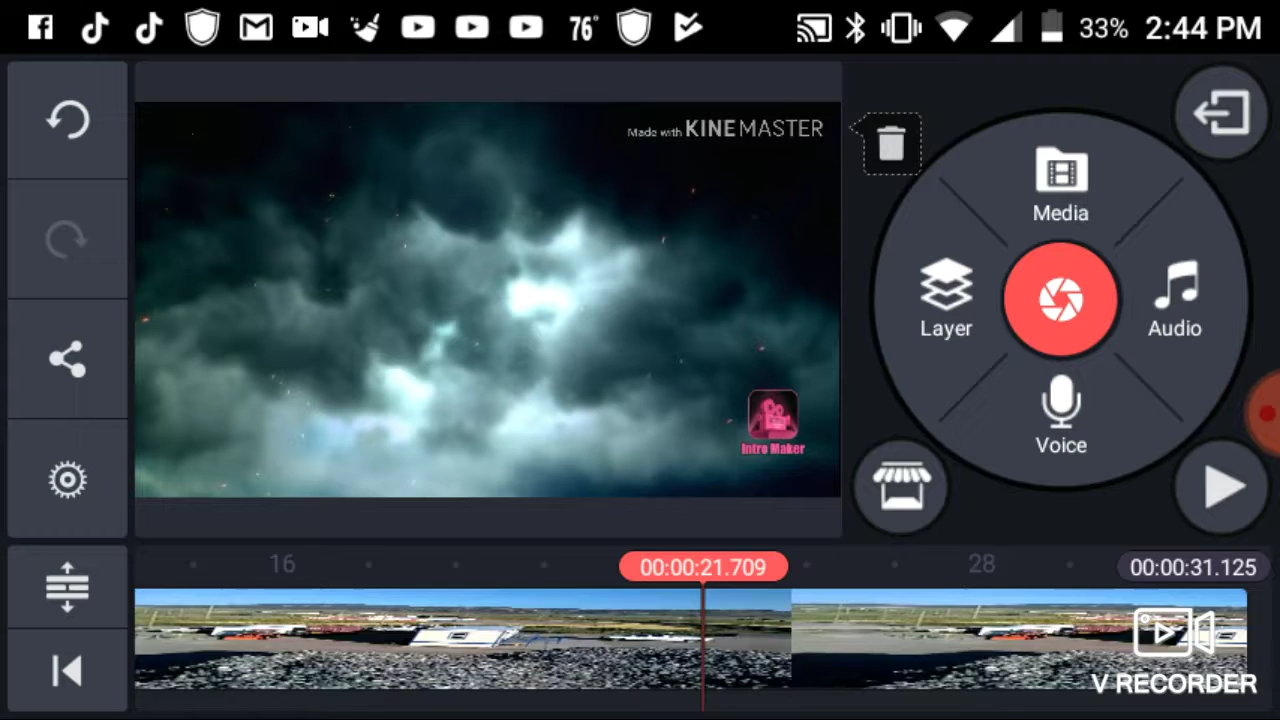 76°
33% 2:44 PM
Made with KINEMASTER
Media
Layer
Audio
Voice
Intro Maker
16
00:00:21.709
28
00:00:31.125
V RECORDER